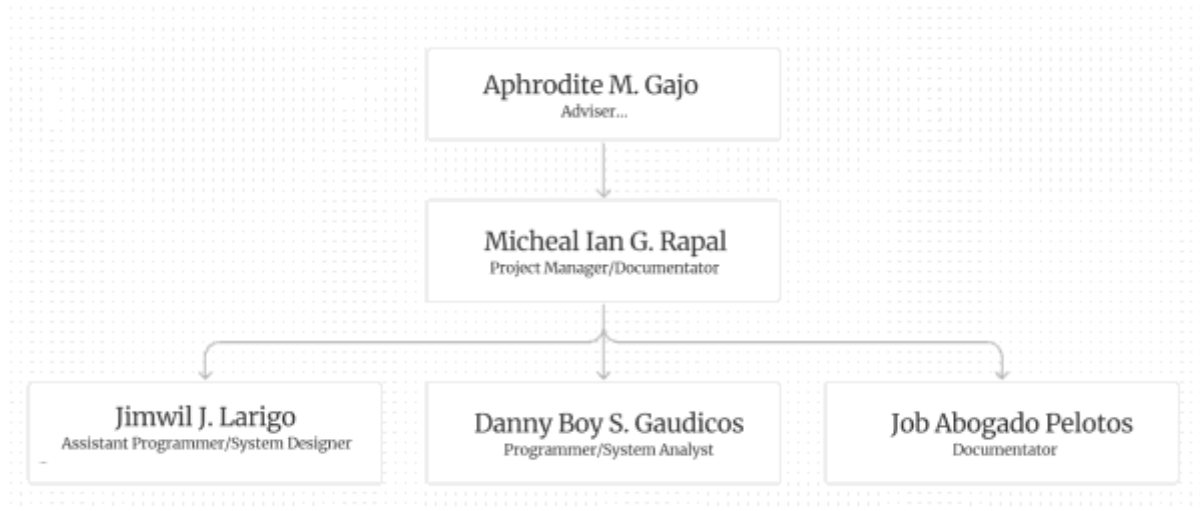 Aphrodite M. Gajo
Adviser...
Micheal Ian G. Rapal
Project Manager/Documentator
Jimwil J. Larigo
Assistant Programmer/System Designer
Danny Boy S. Gaudicos
Programmer/System Analyst
Job Abogado Pelotos
Documentator